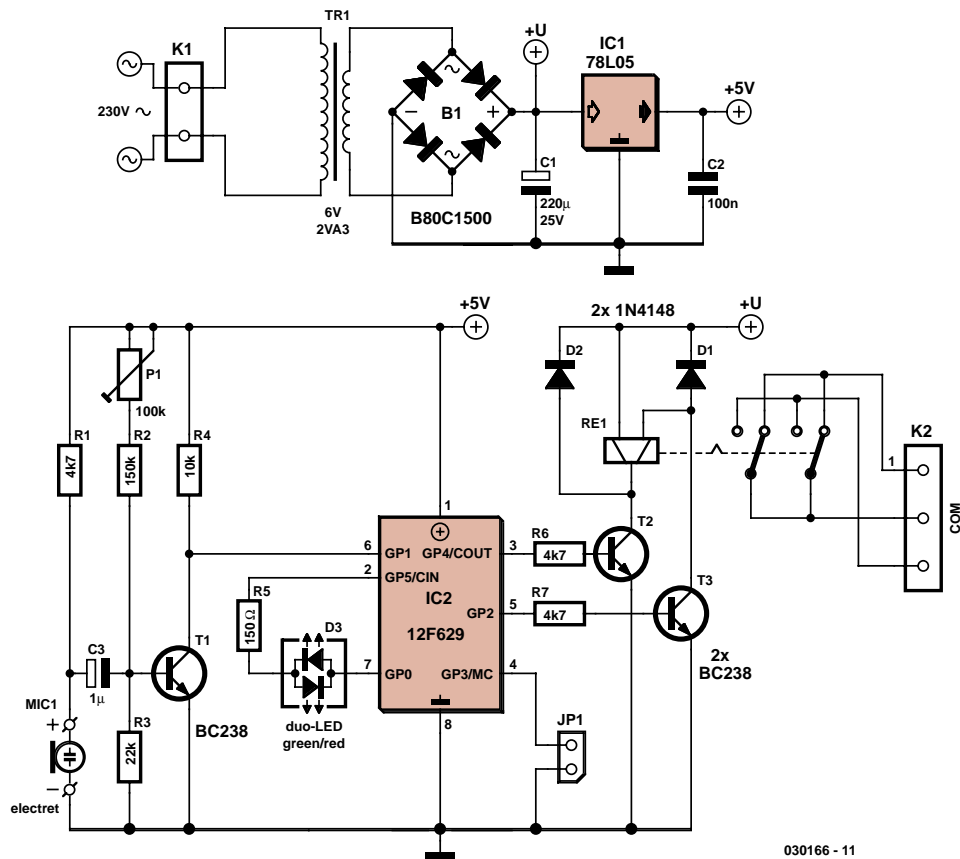 TR1
K1
230V ~
6V
2VA3
~
B1
~
B80C1500
+U
C1
220μ
25V
IC1
78L05
+5V
C2
100n
+5V
2x 1N4148
+U
P1
100k
R1
4k7
R2
150k
R4
10k
D2
D1
RE1
K2
1
COM
1
6
GP1
GP4/COUT
3
R6
4k7
T2
2
GP5/CIN
IC2
R5
150Ω
12F629
GP2
5
R7
4k7
T3
D3
7
GP0
GP3/MC
4
8
duo-LED
green/red
2x
BC238
T1
BC238
C3
1μ
MIC1
+
−
electret
R3
22k
JP1
030166 - 11